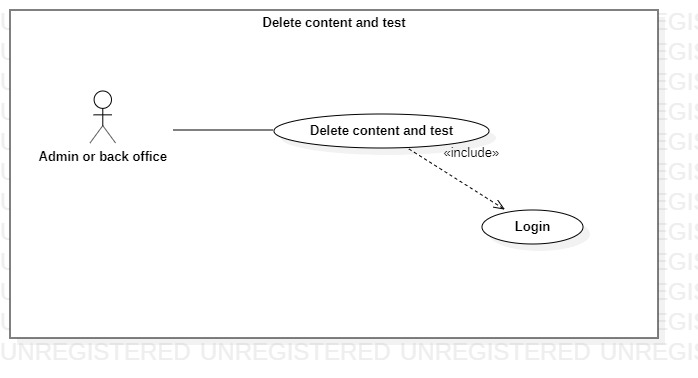 Delete content and test
Delete content and test
«include»
Admin or back office
Login
UNREGISTERED UNREGISTERED UNREGISTERED UNREGIS